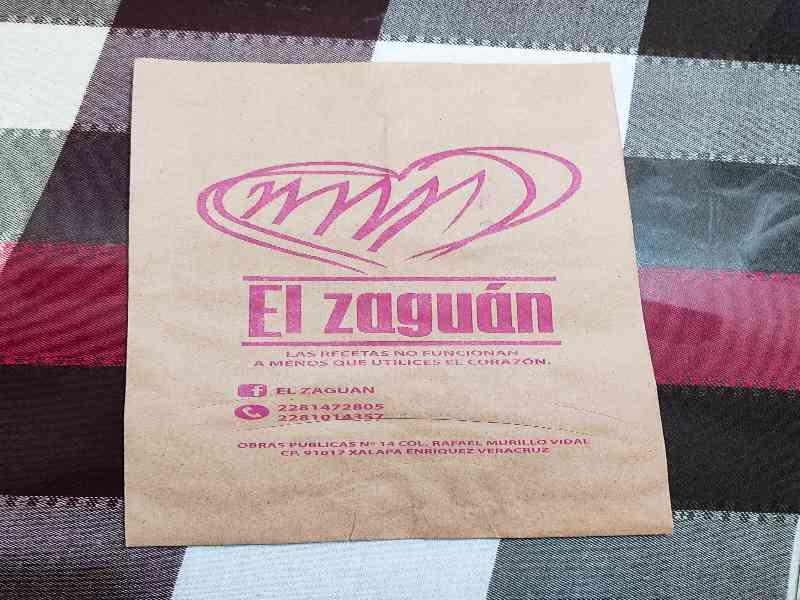 El zaguán
LAS RECETAS NO FUNCIONAN
A MENOS QUE UTILICES EL CORAZÓN.
f EL ZAGUAN
2281472805
2281014357
OBRAS PUBLICAS Nº 14 COL. RAFAEL MURILLO VIDAL
CP. 91017 XALAPA ENRIQUEZ VERACRUZ